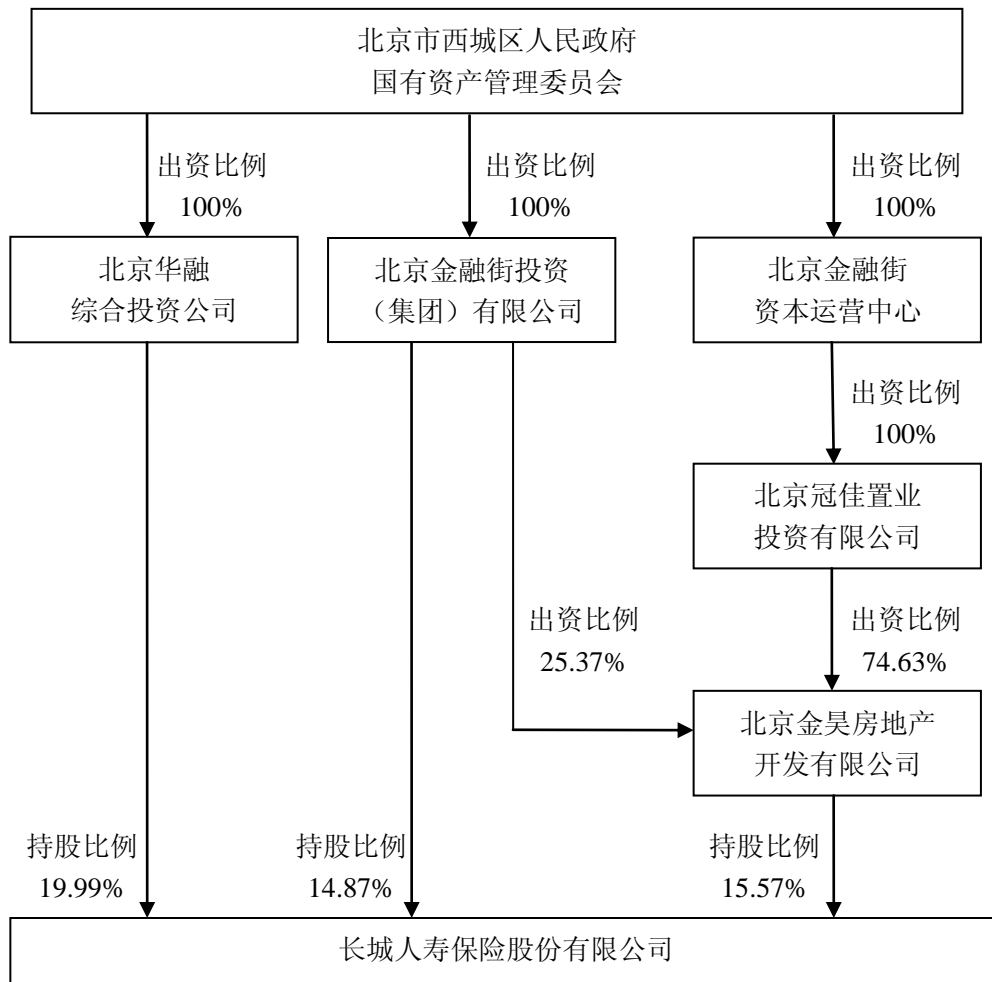 北京市西城区人民政府
国有资产管理委员会
出资比例
100%
出资比例
100%
出资比例
100%
北京华融
综合投资公司
北京金融街投资
（集团）有限公司
北京金融街
资本运营中心
出资比例
100%
北京冠佳置业
投资有限公司
出资比例
25.37%
出资比例
74.63%
北京金昊房地产
开发有限公司
持股比例
19.99%
持股比例
14.87%
持股比例
15.57%
长城人寿保险股份有限公司